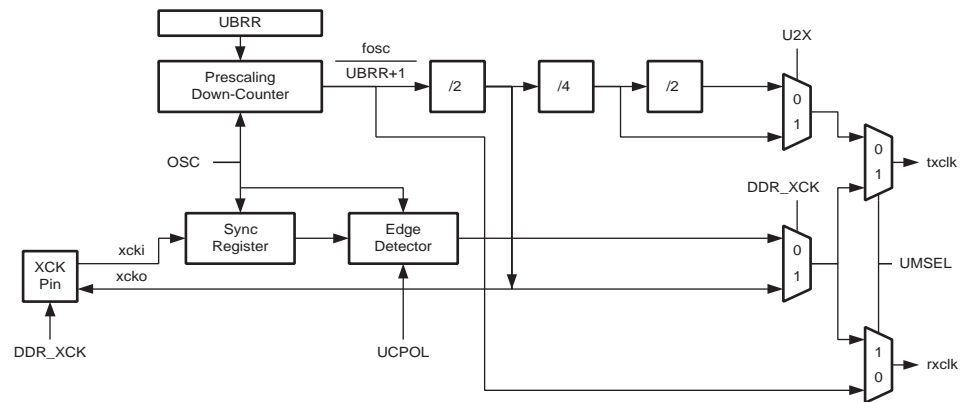 UBRR
U2X
fosc
Prescaling
Down-Counter
UBRR+1
/2
/4
/2
0
1
OSC
0
1
txclk
DDR_XCK
Sync
Register
Edge
Detector
0
1
xcki
XCK
Pin
xcko
UMSEL
DDR_XCK
UCPOL
1
0
rxclk